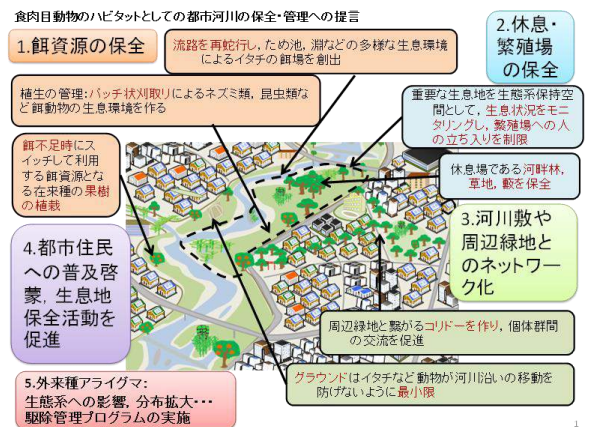 食肉目動物のハビタットとしての都市河川の保全・管理への提言
1.餌資源の保全
流路を再蛇行し,ため池,淵などの多様な生息環境
によるイタチの餌場を創出
2.休息・
繁殖場
の保全
植生の管理:パッチ状刈取りによるネズミ類、昆虫類な
ど餌動物の生息環境を作る
重要な生息地を生態系保持空
間として,生息状況をモニ
タリングし、繁殖場への人
の立ち入りを制限
餌不足時にス
イッチして利用
する餌資源とな
る在来種の果樹
の植栽
休息場である河畔林,
草地,藪を保全
3.河川敷や
周辺緑地と
のネットワー
ク化
4.都市住民
への普及啓
蒙,生息地
保全活動を
促進
周辺緑地と繋がるコリドーを作り,個体群間
の交流を促進
グラウンドはイタチなど動物が河川沿いの移動を
防げないように最小限
5.外来種アライグマ:
生態系への影響,分布拡大・・・
駆除管理プログラムの実施
1